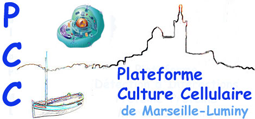 P
C
C
Plateforme
Culture Cellulaire
de Marseille-Luminy